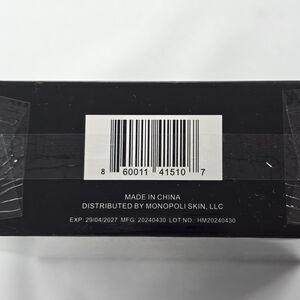 8 60011 41510 7
MADE IN CHINA
DISTRIBUTED BY MONOPOLI SKIN, LLC
EXP: 29/04/2027 MFG: 20240430 LOT NO.: HM20240430